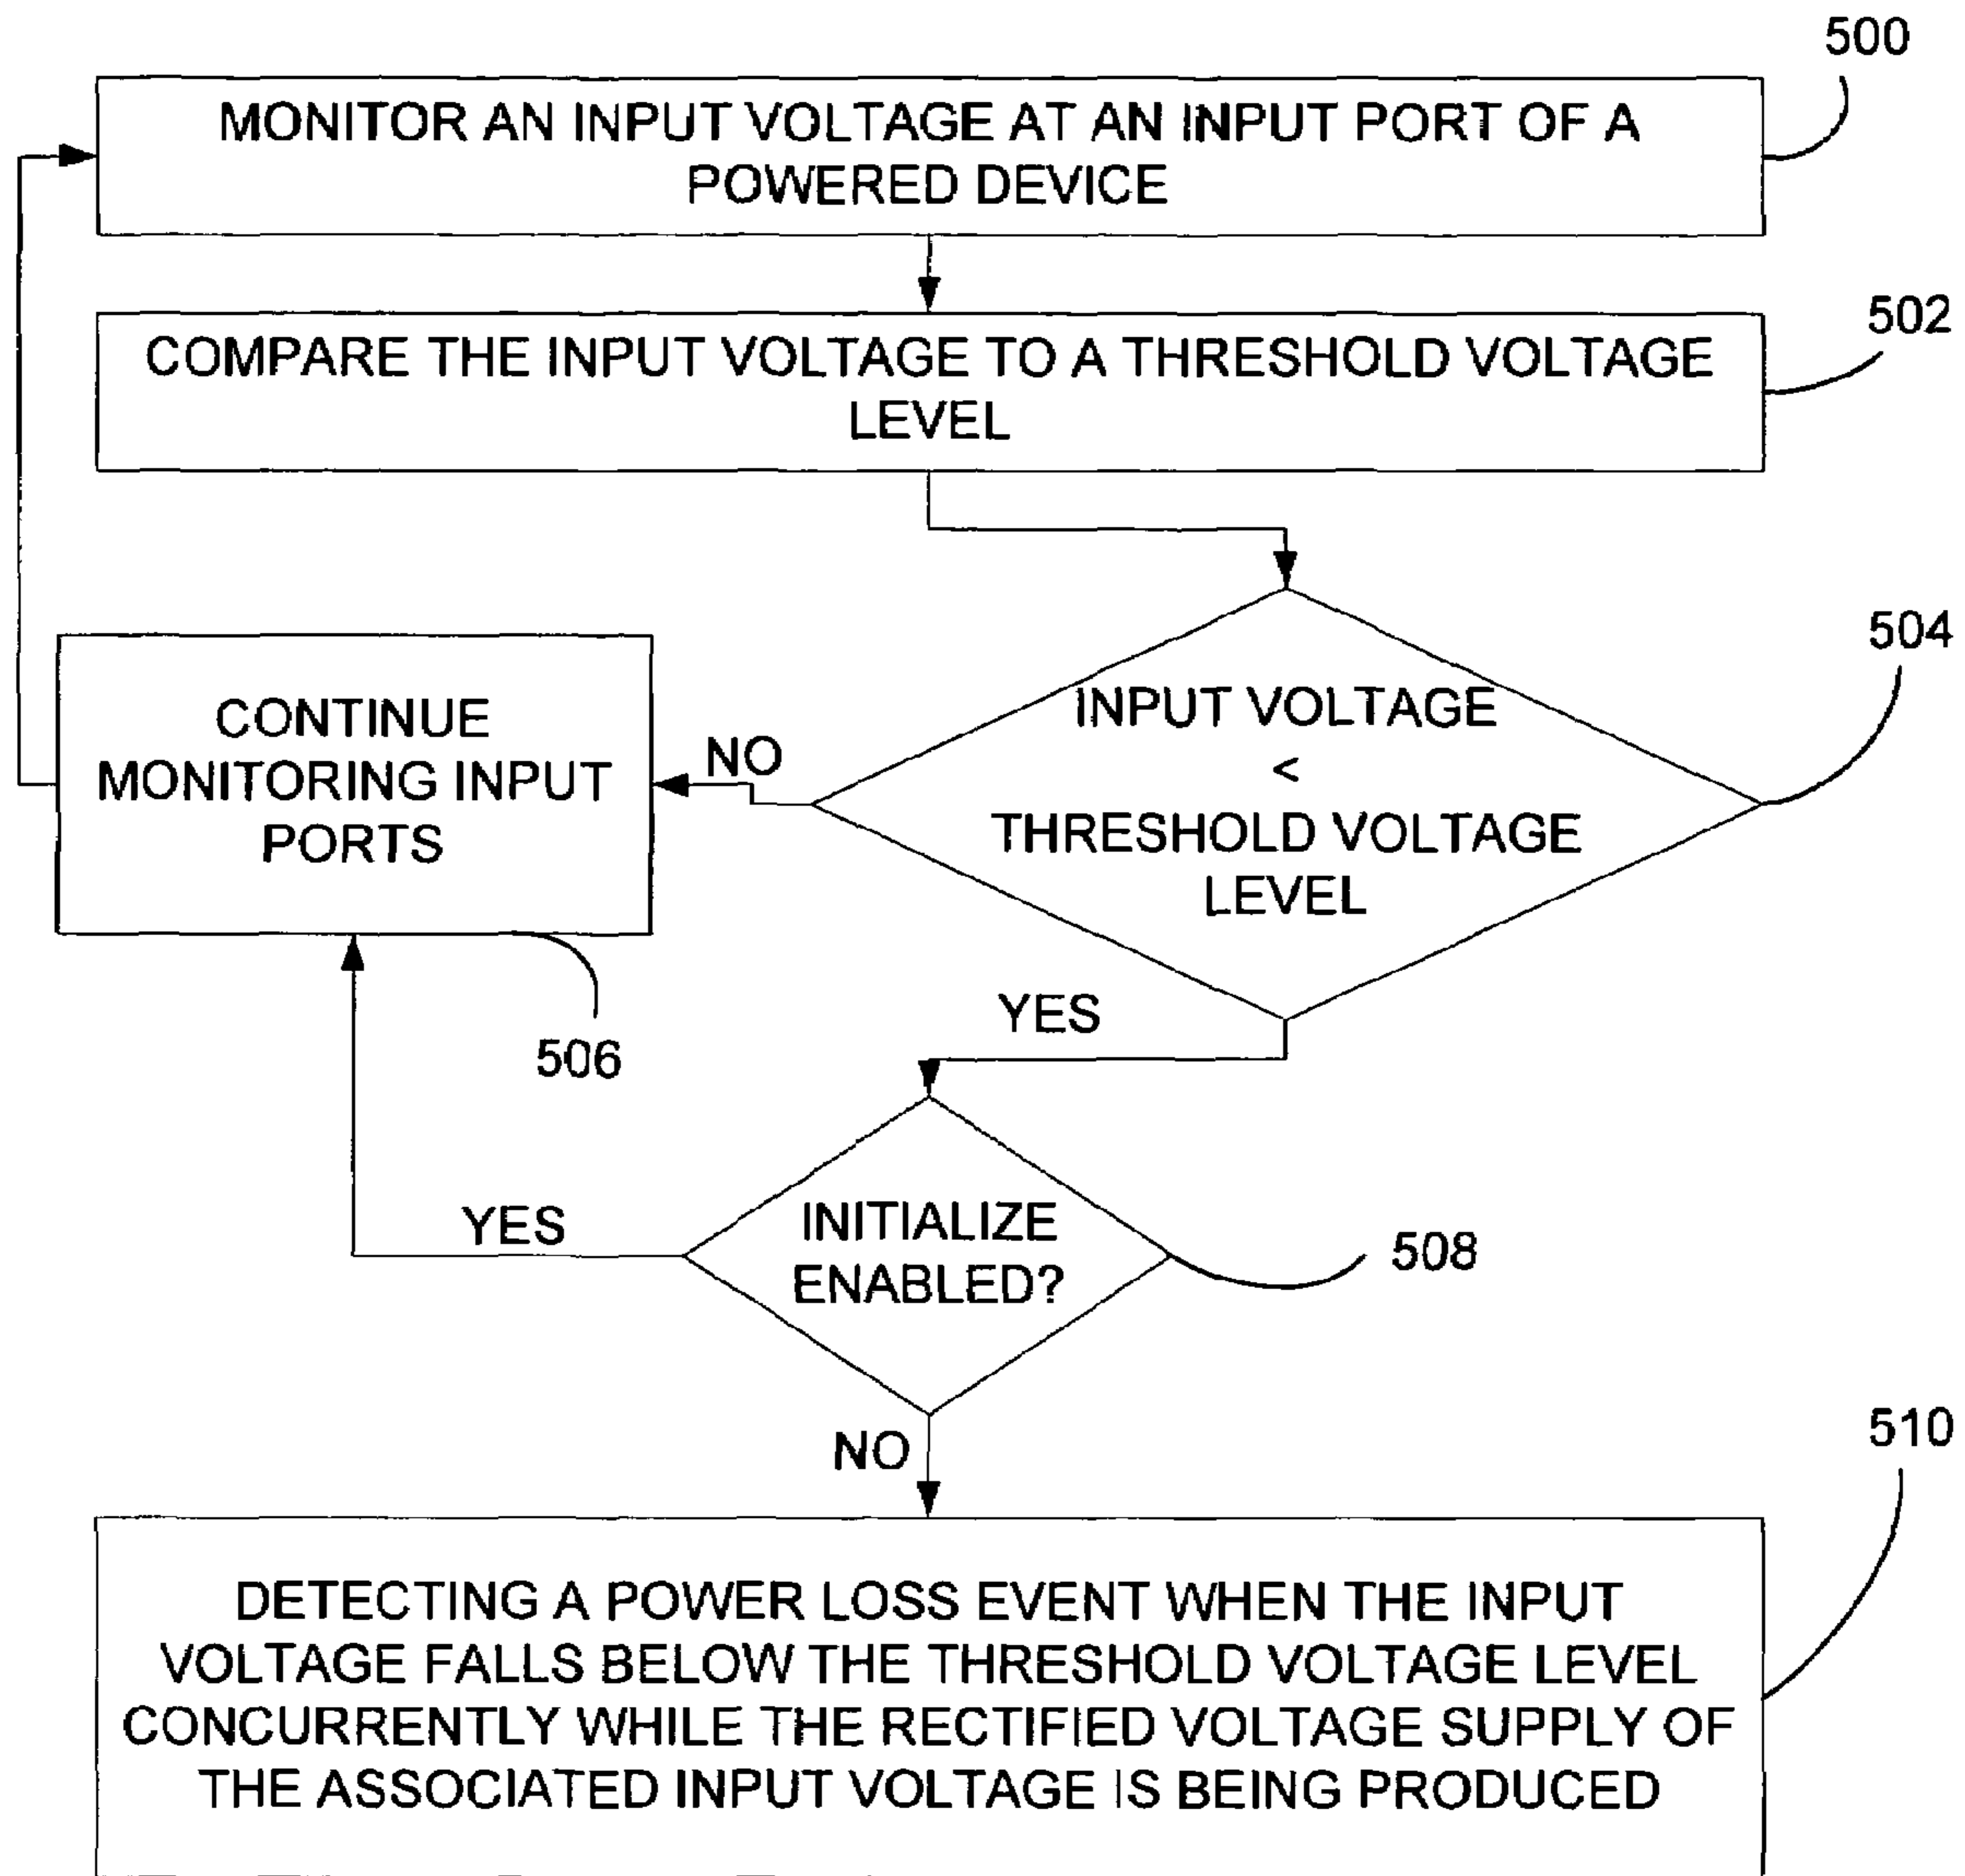 500
MONITOR AN INPUT VOLTAGE AT AN INPUT PORT OF A
POWERED DEVICE
502
COMPARE THE INPUT VOLTAGE TO A THRESHOLD VOLTAGE
LEVEL
504
INPUT VOLTAGE
<
THRESHOLD VOLTAGE
LEVEL
NO
CONTINUE
MONITORING INPUT
PORTS
506
YES
INITIALIZE
ENABLED?
508
YES
NO
510
DETECTING A POWER LOSS EVENT WHEN THE INPUT
VOLTAGE FALLS BELOW THE THRESHOLD VOLTAGE LEVEL
CONCURRENTLY WHILE THE RECTIFIED VOLTAGE SUPPLY OF
THE ASSOCIATED INPUT VOLTAGE IS BEING PRODUCED